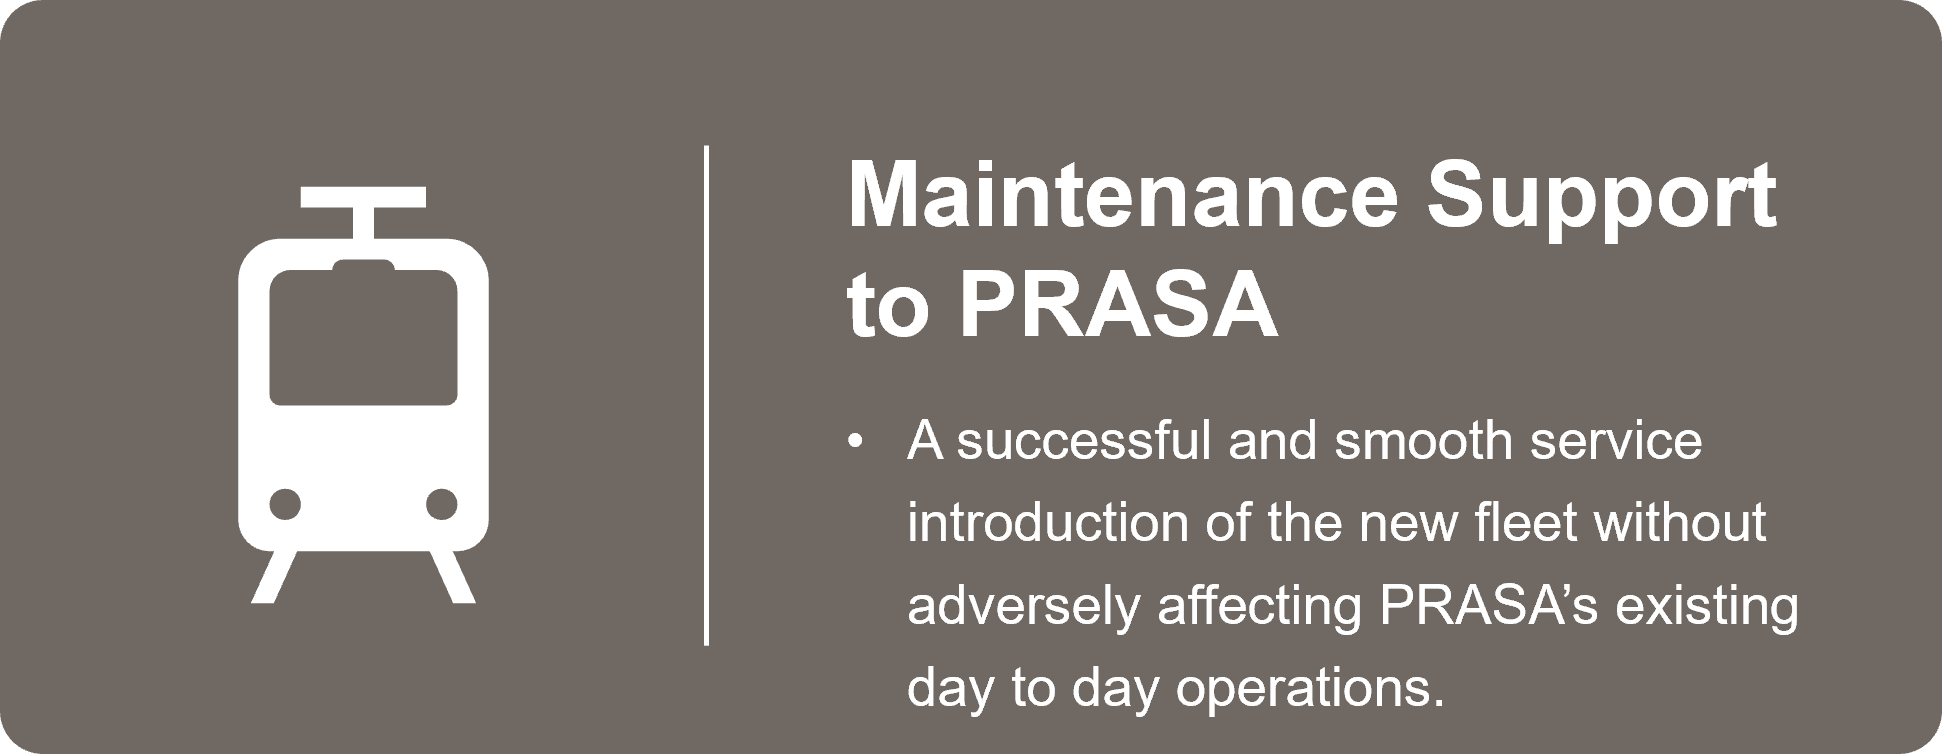 Maintenance Support
to PRASA
• A successful and smooth service
introduction of the new fleet without
adversely affecting PRASA’s existing
day to day operations.